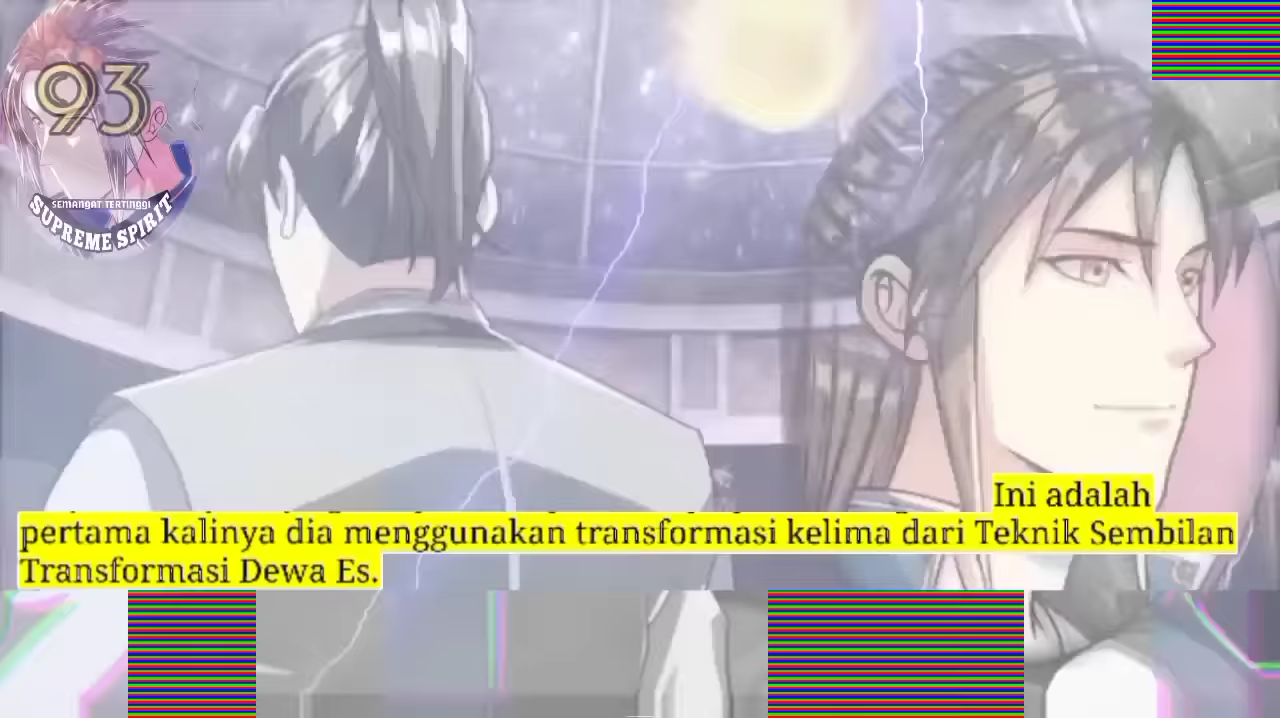 93
SEMANGAT TERTINGGI
SUPREME SPIRIT
Ini adalah
pertama kalinya dia menggunakan transformasi kelima dari Teknik Sembilan
Transformasi Dewa Es.